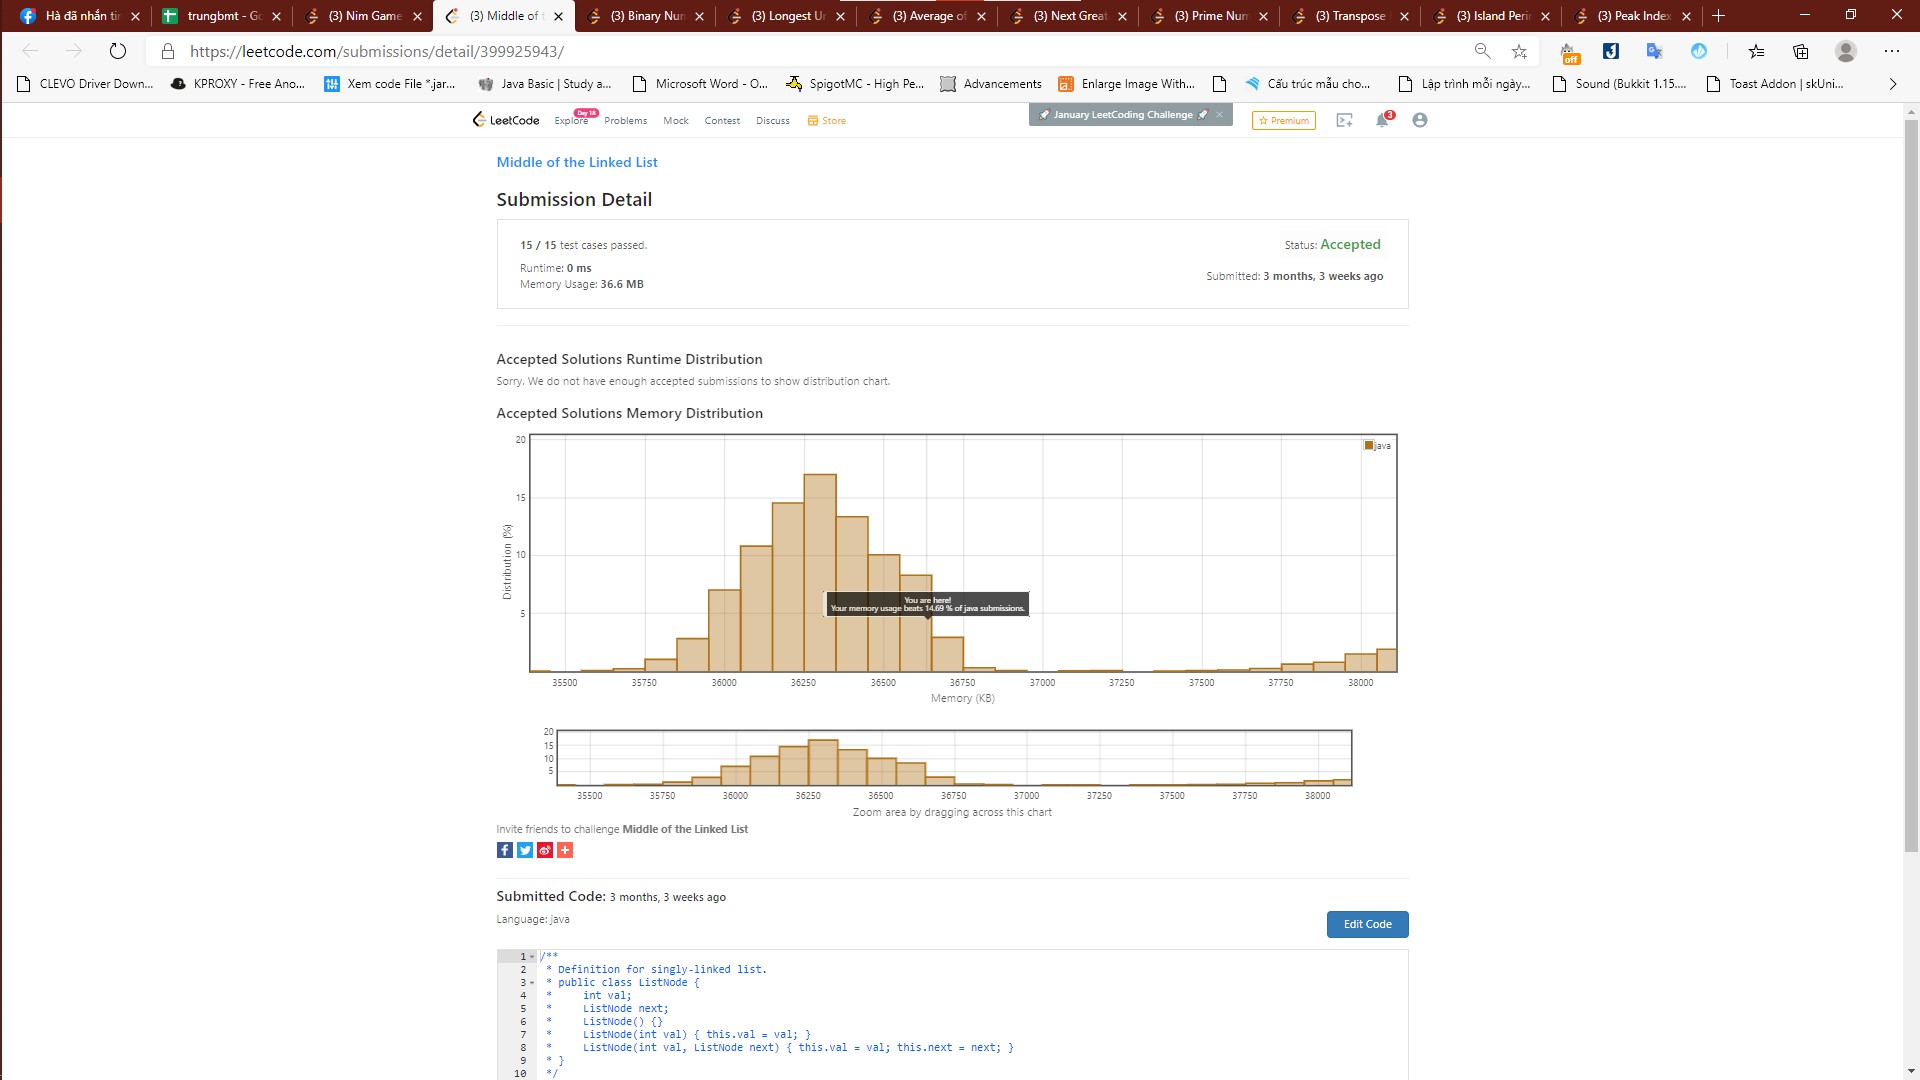 Hà đã nhắn tin
trungbmt - Go
(3) Nim Game
(3) Middle of t
(3) Binary Num
(3) Longest Un
(3) Average of
(3) Next Great
(3) Prime Num
(3) Transpose
(3) Island Peri
(3) Peak Index
https://leetcode.com/submissions/detail/399925943/
off
CLEVO Driver Down...
KPROXY - Free Ano...
Xem code File *.jar...
Java Basic | Study a...
Microsoft Word - O...
SpigotMC - High Pe...
Advancements
Enlarge Image With...
Cấu trúc mẫu cho...
Lập trình mỗi ngày...
Sound (Bukkit 1.15....
Toast Addon | skUni...
LeetCode
Explore
Day 18
Problems
Mock
Contest
Discuss
Store
January LeetCoding Challenge
Premium
3
Middle of the Linked List
Submission Detail
15 / 15 test cases passed.
Status: Accepted
Runtime: 0 ms
Submitted: 3 months, 3 weeks ago
Memory Usage: 36.6 MB
Accepted Solutions Runtime Distribution
Sorry. We do not have enough accepted submissions to show distribution chart.
Accepted Solutions Memory Distribution
20
15
10
5
Distribution (%)
java
You are here!
Your memory usage beats 14.69 % of java submissions.
35500 35750 36000 36250 36500 36750 37000 37250 37500 37750 38000
Memory (KB)
20
15
10
5
35500 35750 36000 36250 36500 36750 37000 37250 37500 37750 38000
Zoom area by dragging across this chart
Invite friends to challenge Middle of the Linked List
Submitted Code: 3 months, 3 weeks ago
Language: java
Edit Code
1 /**
2 * Definition for singly-linked list.
3 * public class ListNode {
4 * int val;
5 * ListNode next;
6 * ListNode() {}
7 * ListNode(int val) { this.val = val; }
8 * ListNode(int val, ListNode next) { this.val = val; this.next = next; }
9 * }
10 */